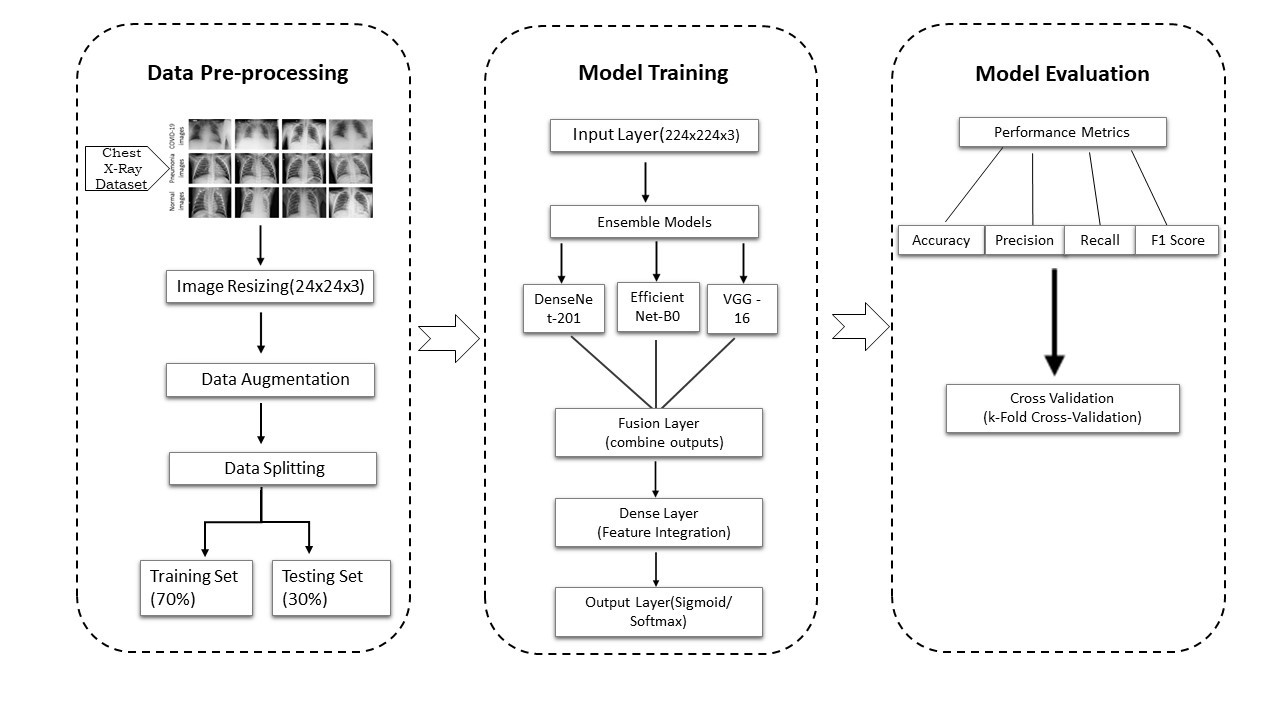 Data Pre-processing
Chest
X-Ray
Dataset
COVID-19
images
Pneumonia
images
Normal
images
Image Resizing(24x24x3)
Data Augmentation
Data Splitting
Training Set
(70%)
Testing Set
(30%)
Model Training
Input Layer(224x224x3)
Ensemble Models
DenseNe
t-201
Efficient
Net-B0
VGG -
16
Fusion Layer
(combine outputs)
Dense Layer
(Feature Integration)
Output Layer(Sigmoid/
Softmax)
Model Evaluation
Performance Metrics
Accuracy
Precision
Recall
F1 Score
Cross Validation
(k-Fold Cross-Validation)